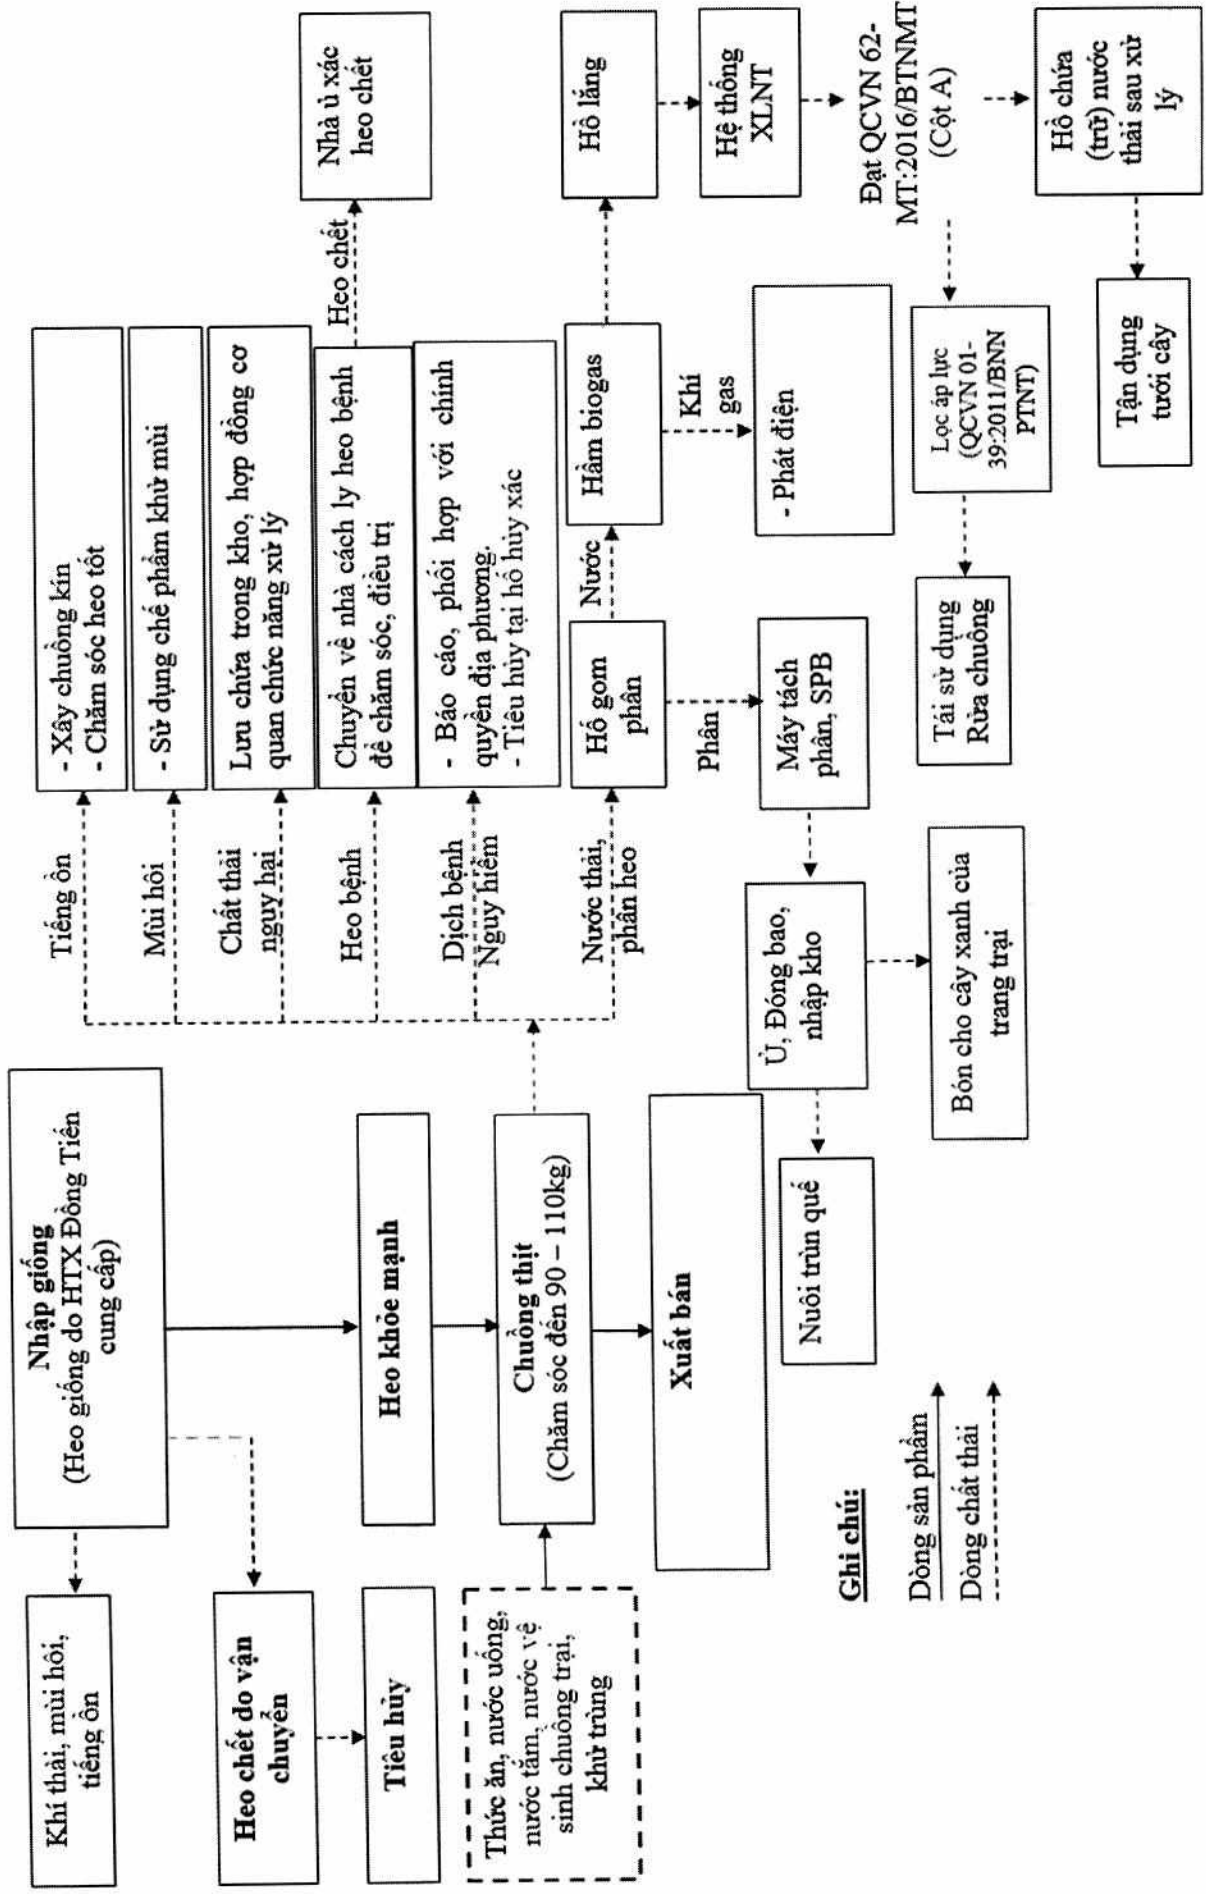 Khí thải, mùi hôi,
tiếng ồn
Nhập giống
(Heo giống do HTX Đồng Tiến
cung cấp)
Heo chết do vận
chuyển
Tiêu hủy
Heo khỏe mạnh
Thức ăn, nước uống,
nước tắm, nước vệ
sinh chuồng trại,
khử trùng
Chuồng thịt
(Chăm sóc đến 90 – 110kg)
Xuất bán
Tiếng ồn
- Xây chuồng kín
- Chăm sóc heo tốt
Mùi hôi
- Sử dụng chế phẩm khử mùi
Chất thải
nguy hại
Lưu chứa trong kho, hợp đồng cơ
quan chức năng xử lý
Heo bệnh
Chuyển về nhà cách ly heo bệnh
để chăm sóc, điều trị
Heo chết
Nhà ủ xác
heo chết
Dịch bệnh
Nguy hiểm
- Báo cáo, phối hợp với chính
quyền địa phương.
- Tiêu hủy tại hố hủy xác
Nước thải,
phân heo
Hố gom
phân
Nước
Hầm biogas
Hồ lắng
Phân
Khí
gas
Hệ thống
XLNT
Máy tách
phân, SPB
- Phát điện
Đạt QCVN 62-
MT:2016/BTNMT
(Cột A)
Ủ, Đóng bao,
nhập kho
Nuôi trùn quế
Bón cho cây xanh của
trang trại
Tái sử dụng
Rửa chuồng
Lọc áp lực
(QCVN 01-
39:2011/BNN
PTNT)
Hồ chứa
(trữ) nước
thải sau xử
lý
Tận dụng
tưới cây
Ghi chú:
Dòng sản phẩm
Dòng chất thải